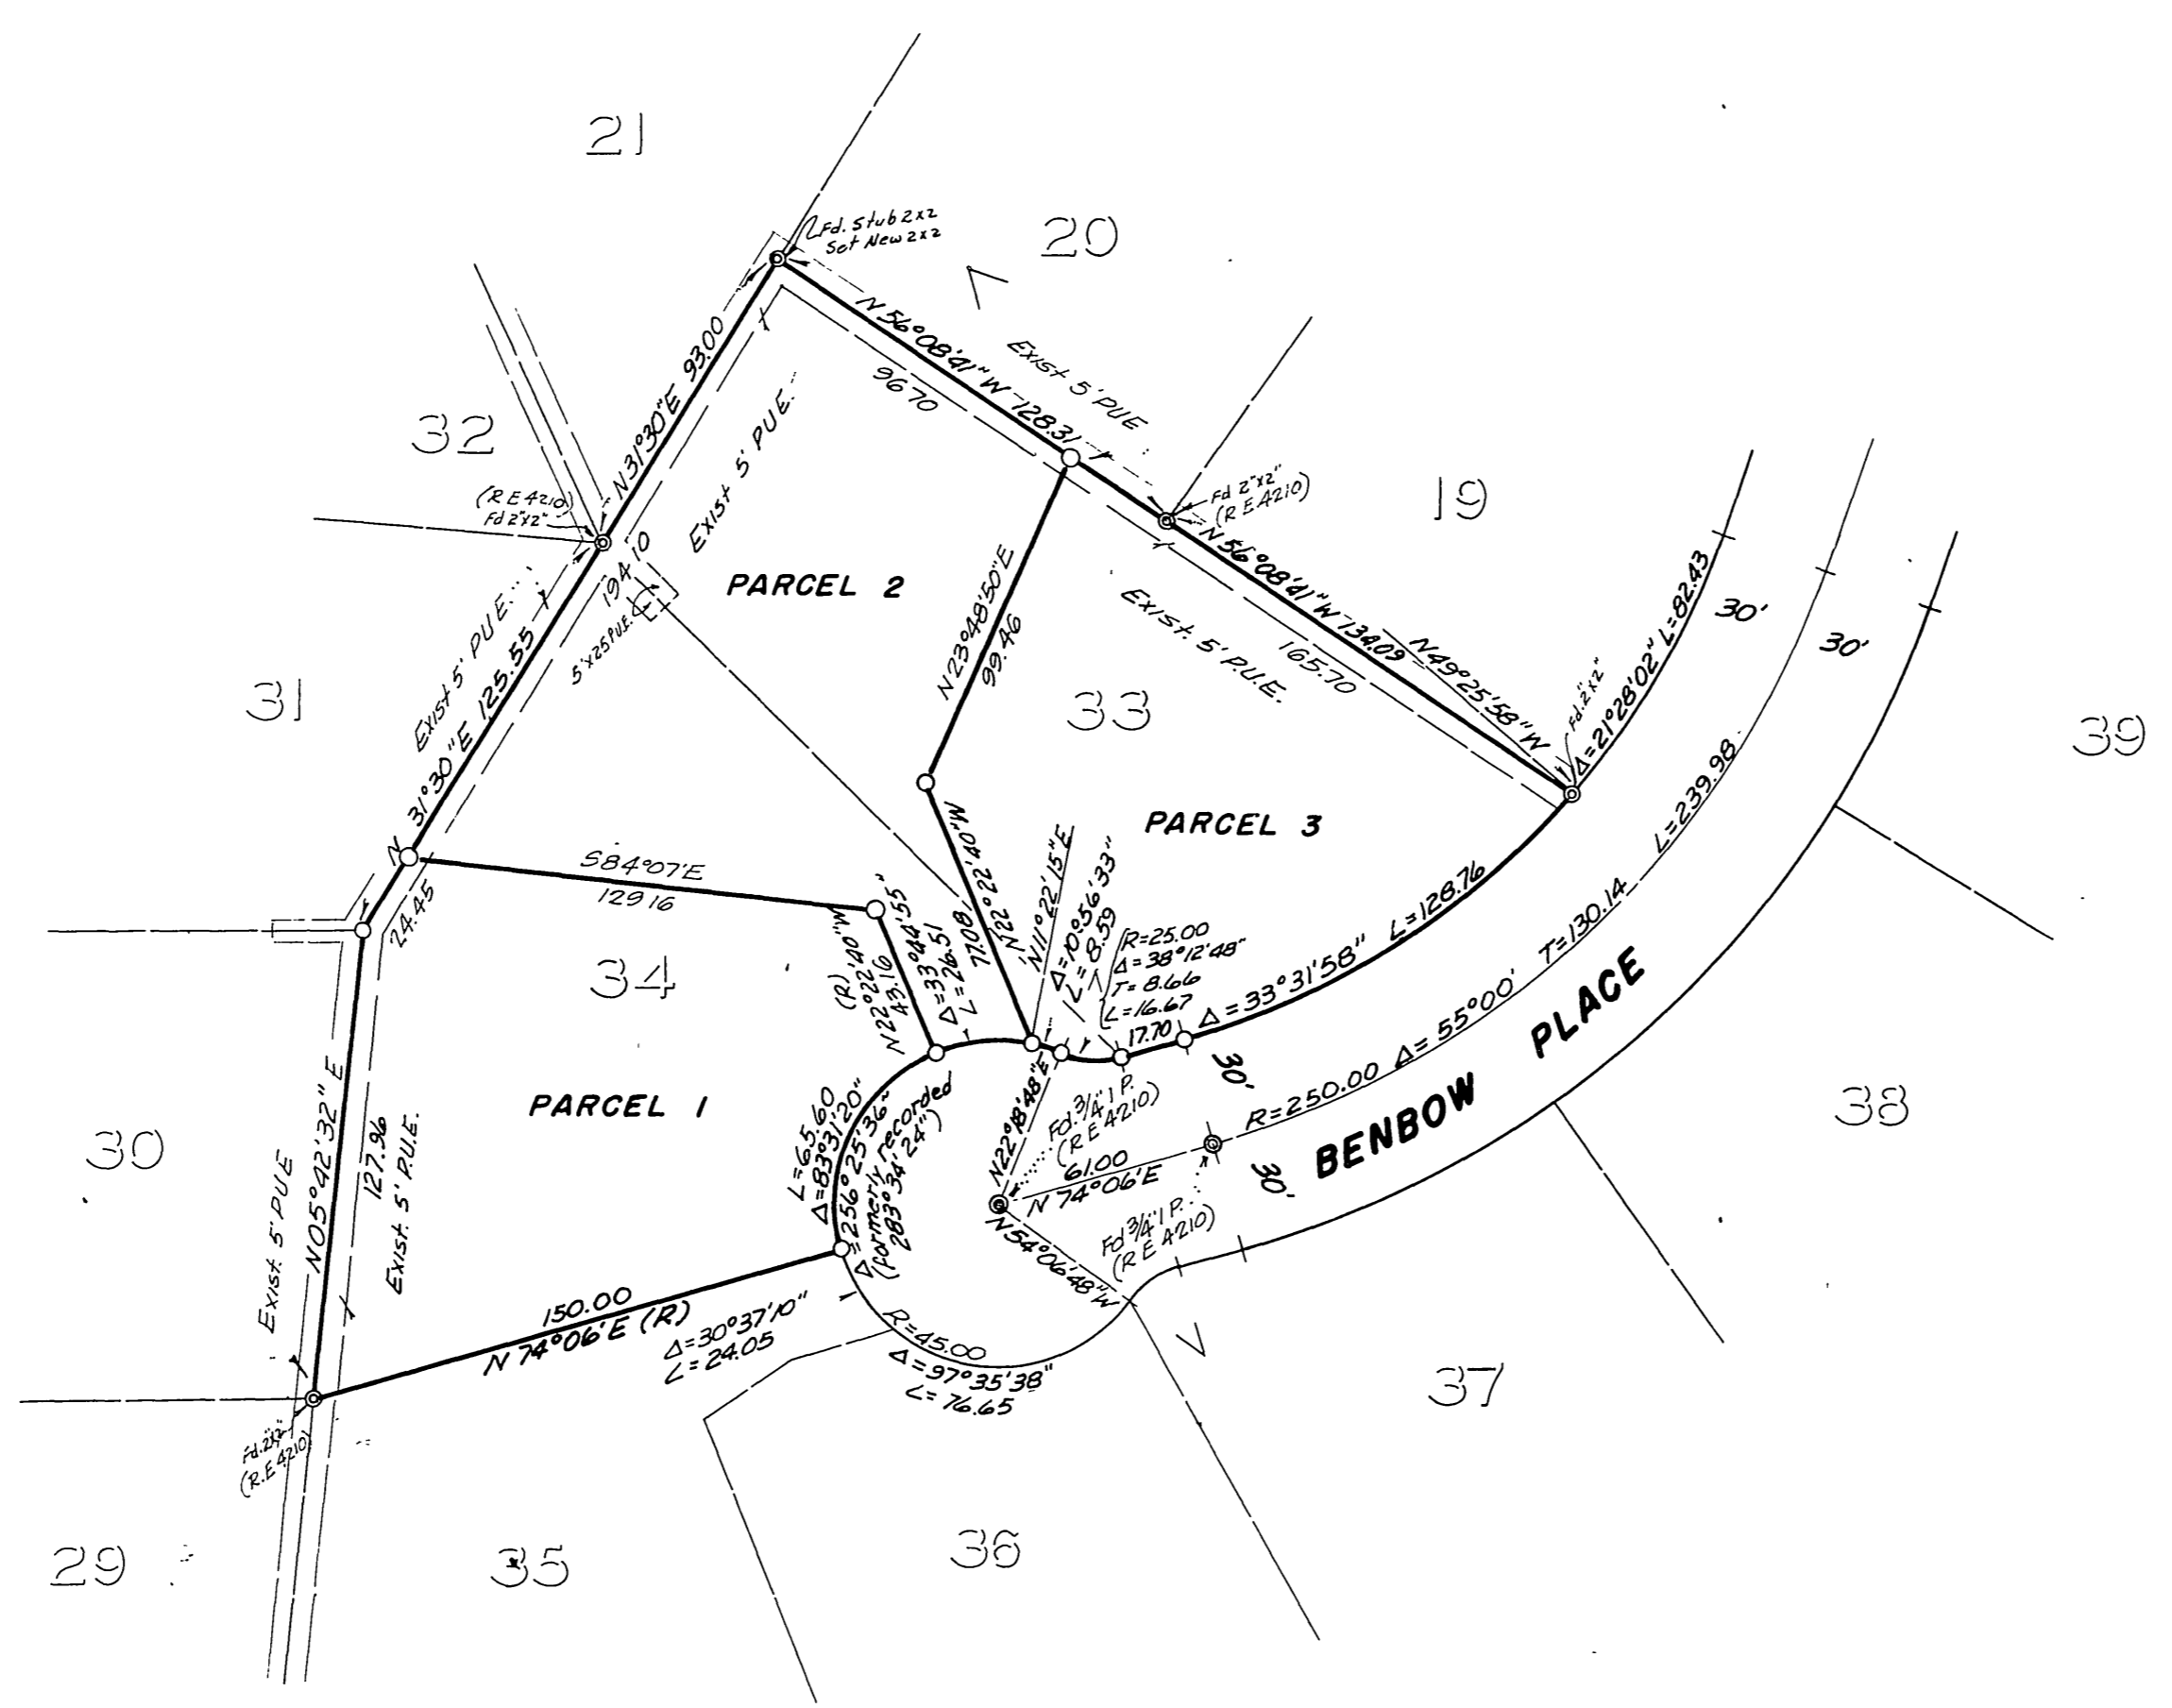 21
20
Fd. Stub 2x2
Set New 2x2
N 56°08'41" W 128.31
Exist 5' PUE
96 70
N31°30"E 93.00
Exist 5' PUE.
32
(R E 4210)
Fd 2"x2"
194 10
5'x25 P.U.E.
PARCEL 2
Fd 2"x2"
(R E 4210)
19
N 56°08'41" W 134.09
165.70
Exist. 5' P.U.E.
N49°25'58" W
Fd. 2"x2"
Δ=21°28'02" L=82.43
30'
30'
39
N23°48'50"E
99.46
33
31
Exist 5' PUE.
N 31°30"E 125.55
PARCEL 3
S84°07'E
129 16
24.45
34
(R)
N22°22'40"W
43.16
Δ=33°44'55"
L=26.51
77.08
N22°22'40"W
N11°22'15"E
Δ=10°56'33"
L=8.59
R=25.00
Δ=38°12'48"
T=8.66
L=16.67
17.70
Δ=33°31'58" L=128.76
30'
R=250.00 Δ=55°00' T=130.14 L=239.98
BENBOW PLACE
38
30
Exist. 5' PUE
N05°42'32"E
127.96
Exist. 5' P.U.E.
PARCEL 1
L=65.60
Δ=83°31'20"
Δ=256°25'36"
(formerly recorded
283°34'24")
N22°18'48"E
Fd. 3/4" I P.
(R E 4210)
61.00
N 74°06'E
30'
Fd 3/4" I P.
(R E 4210)
N54°06'48"W
150.00
N 74°06'E (R)
Δ=30°37'10"
L=24.05
R=45.00
Δ=97°35'38"
L=76.65
37
Fd. 2"x2"
(R.E 4210)
29
35
36